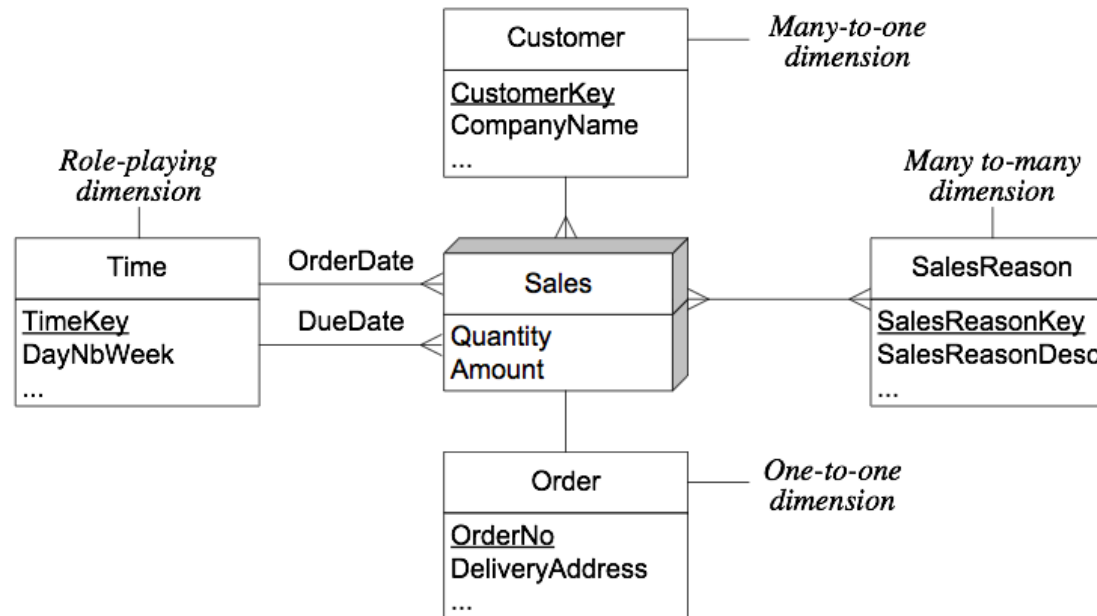 Customer
CustomerKey
CompanyName
...
Many-to-one
dimension
Role-playing
dimension
Many to-many
dimension
Time
TimeKey
DayNbWeek
...
OrderDate
DueDate
Sales
Quantity
Amount
SalesReason
SalesReasonKey
SalesReasonDesc
...
Order
OrderNo
DeliveryAddress
...
One-to-one
dimension